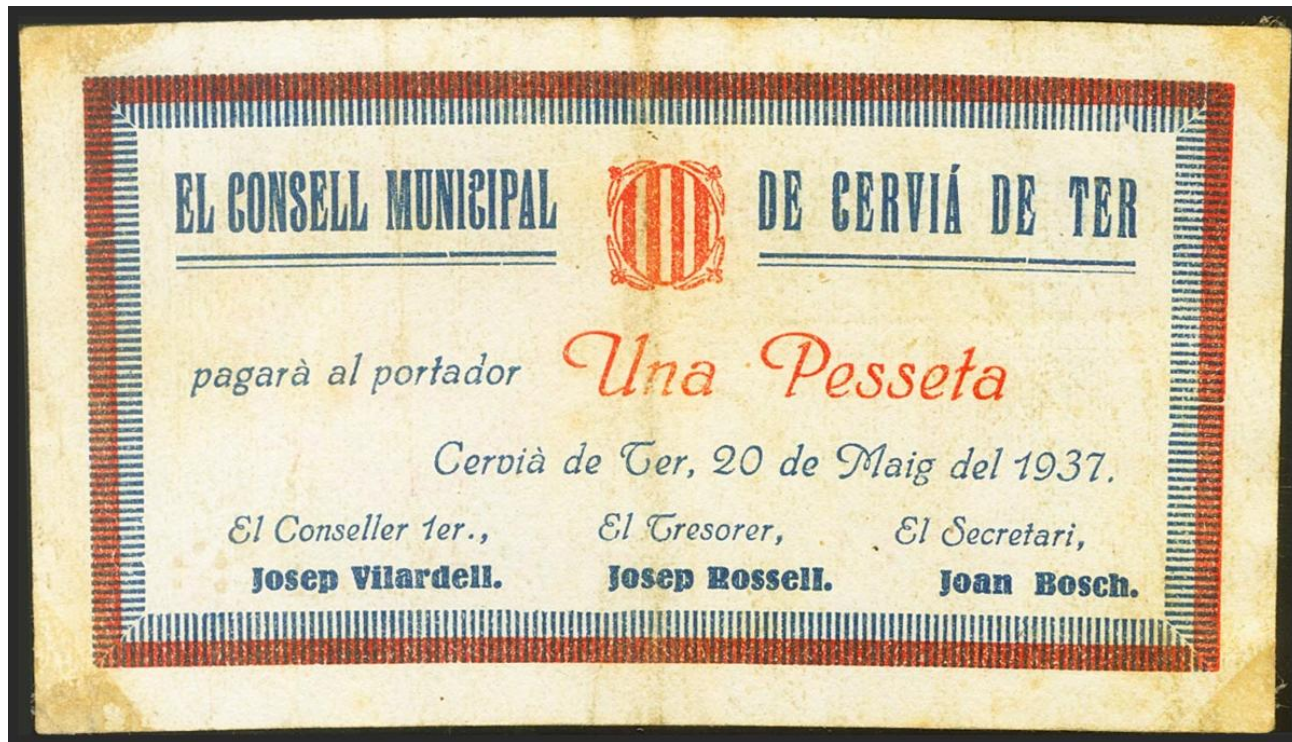 EL CONSELL MUNICIPAL DE CERVIÁ DE TER
pagarà al portador Una Pesseta
Cervià de Ter, 20 de Maig del 1937.
El Conseller 1er., El Tresorer, El Secretari,
Josep Vilardell. Josep Rossell. Joan Bosch.